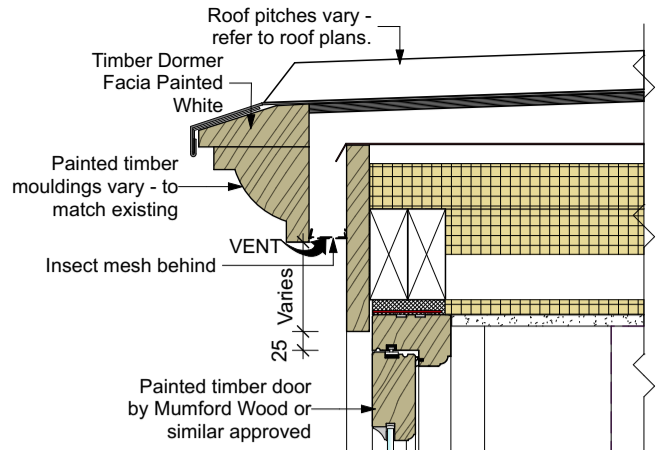 Roof pitches vary -
refer to roof plans.
Timber Dormer
Facia Painted
White
Painted timber
mouldings vary - to
match existing
VENT
Insect mesh behind
Varies
25
Painted timber door
by Mumford Wood or
similar approved